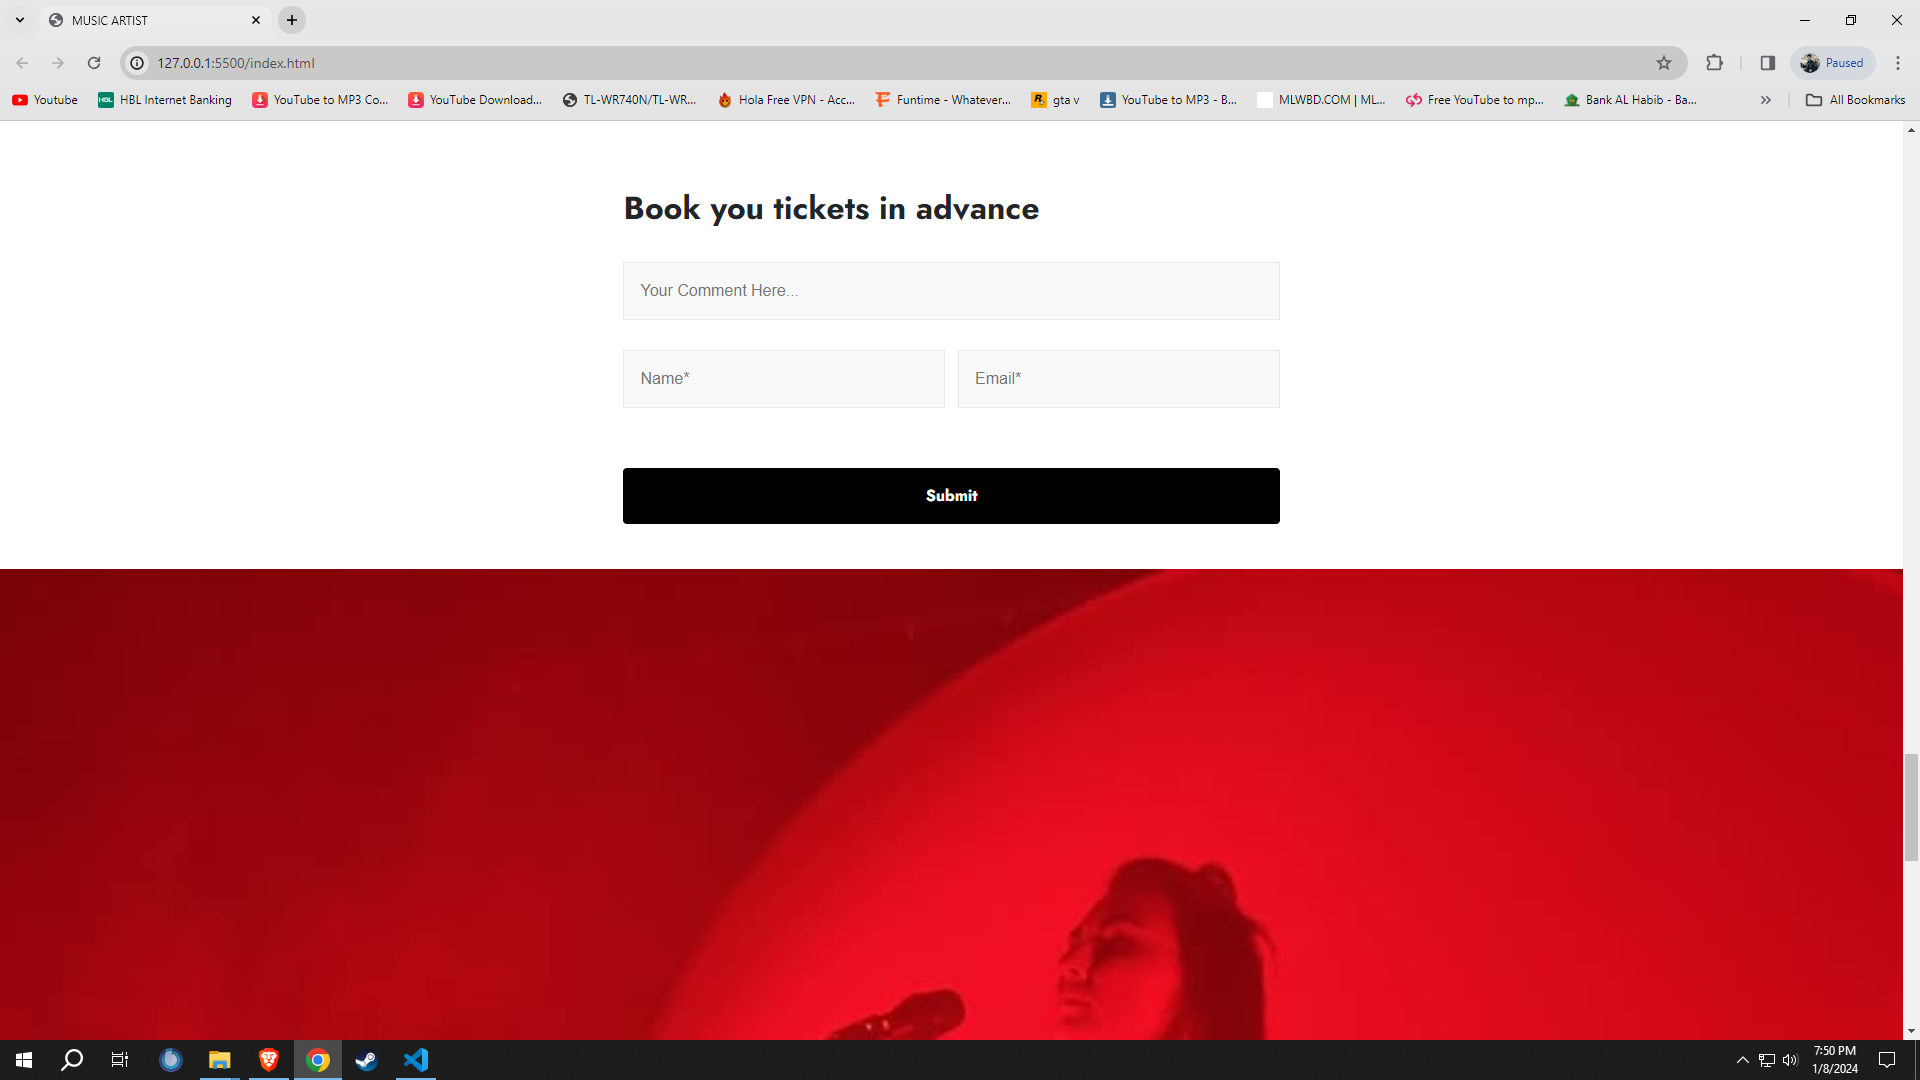 MUSIC ARTIST
127.0.0.1:5500/index.html
Paused
Youtube
HBL Internet Banking
YouTube to MP3 Co...
YouTube Download...
TL-WR740N/TL-WR...
Hola Free VPN - Acc...
Funtime - Whatever...
gta v
YouTube to MP3 - B...
MLWBD.COM | ML...
Free YouTube to mp...
Bank AL Habib - Ba...
All Bookmarks
Book you tickets in advance
Your Comment Here...
Name*
Email*
Submit
7:50 PM
1/8/2024